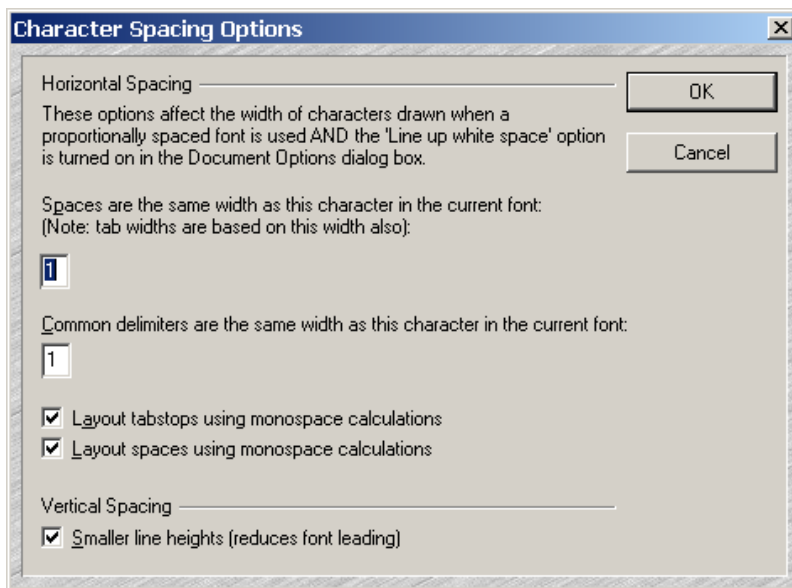 Character Spacing Options
Horizontal Spacing
OK
These options affect the width of characters drawn when a
proportionally spaced font is used AND the 'Line up white space' option
is turned on in the Document Options dialog box.
Cancel
Spaces are the same width as this character in the current font:
(Note: tab widths are based on this width also):
1
Common delimiters are the same width as this character in the current font:
1
Layout tabstops using monospace calculations
Layout spaces using monospace calculations
Vertical Spacing
Smaller line heights (reduces font leading)